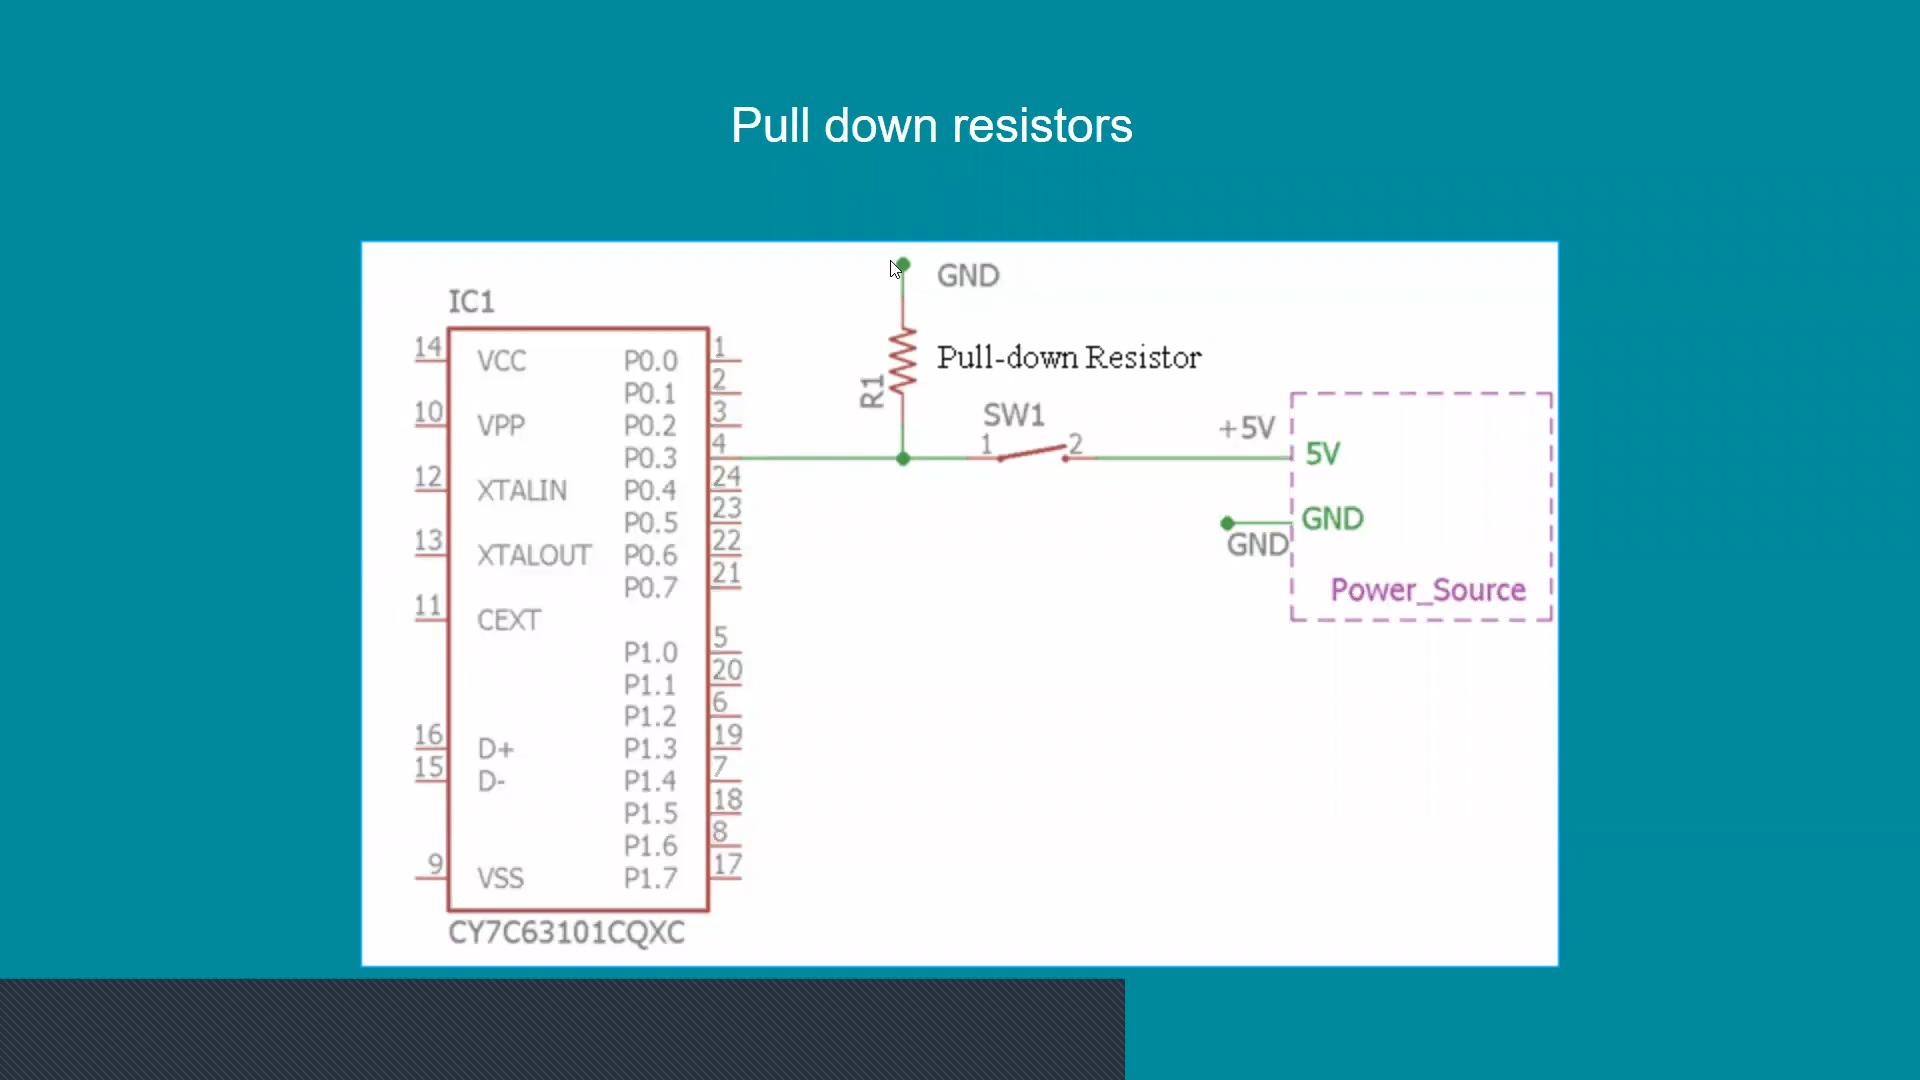 Pull down resistors
GND
IC1
14 VCC P0.0 1
Pull-down Resistor
R1
P0.1 2
10 VPP P0.2 3
SW1
1 2
+5V
P0.3 4
5V
12 XTALIN P0.4 24
P0.5 23
GND
GND
13 XTALOUT P0.6 22
P0.7 21
Power_Source
11 CEXT
P1.0 5
P1.1 20
P1.2 6
16 D+ P1.3 19
15 D- P1.4 7
P1.5 18
P1.6 8
9 VSS P1.7 17
CY7C63101CQXC